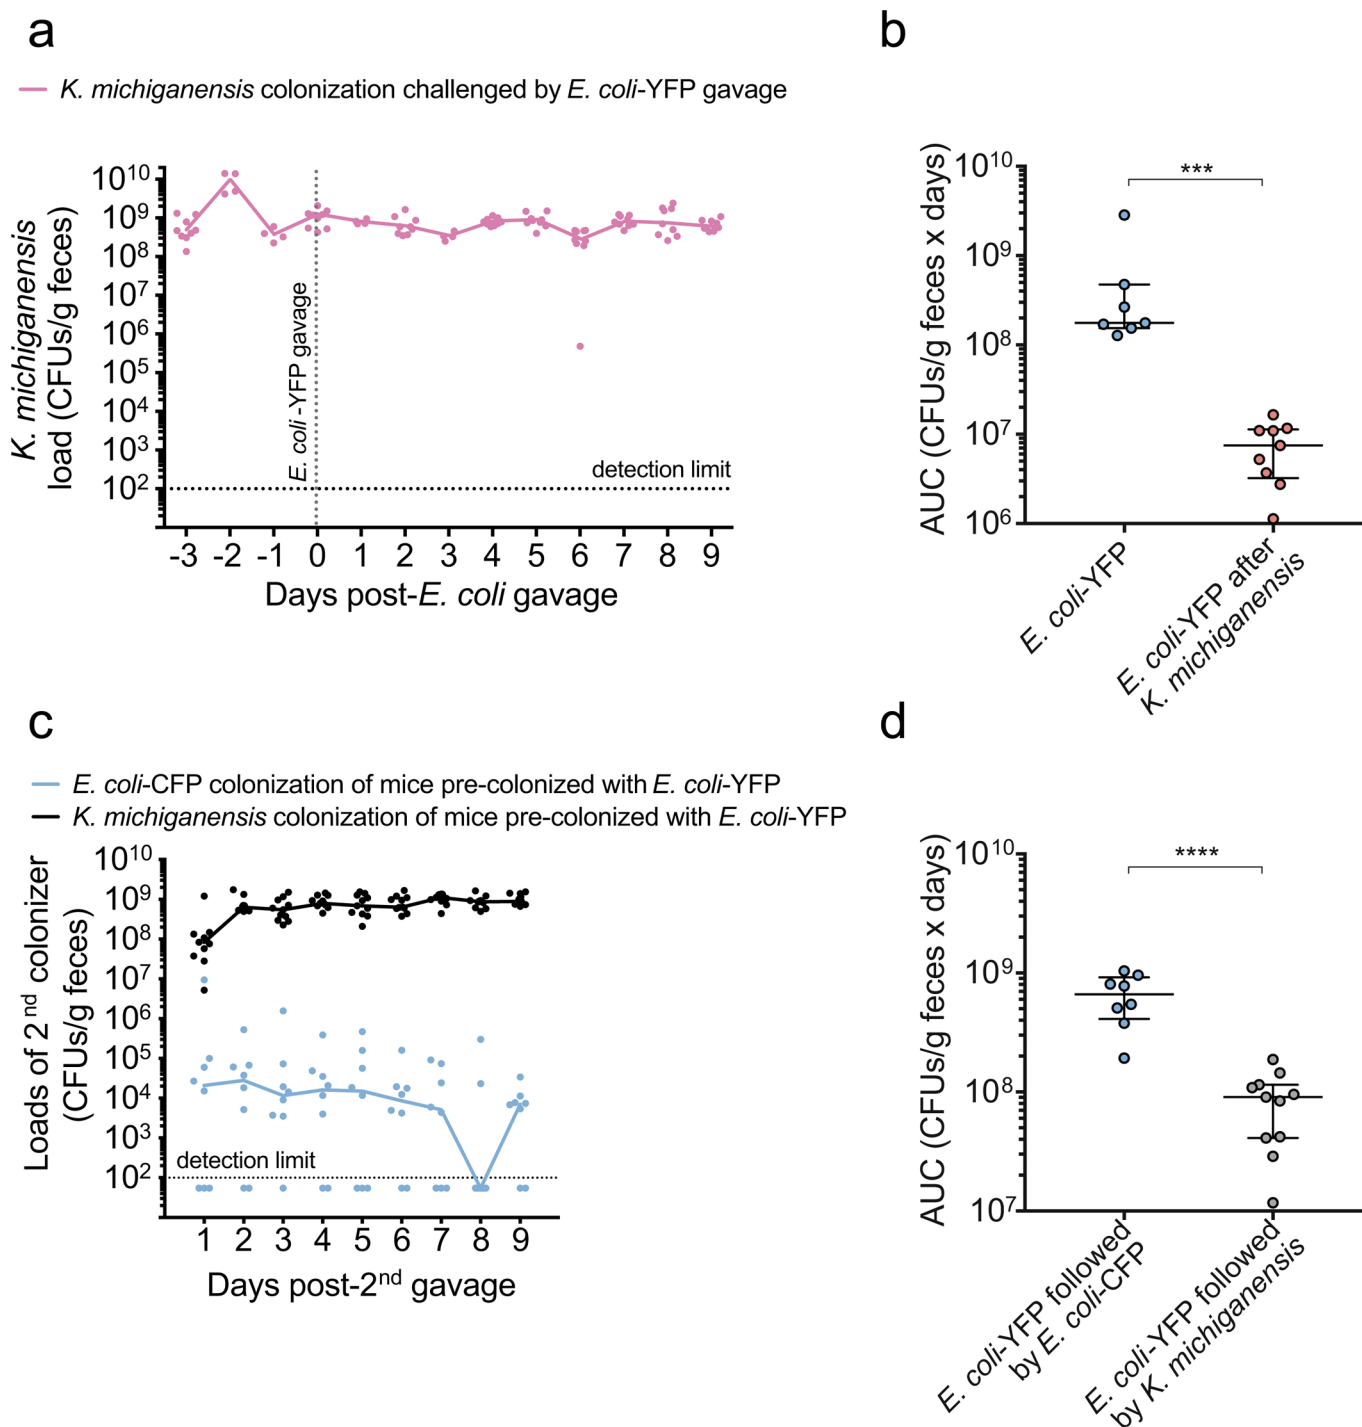 a
K. michiganensis colonization challenged by E. coli-YFP gavage
K. michiganensis
load (CFUs/g feces)
10^10
10^9
10^8
10^7
10^6
10^5
10^4
10^3
10^2
E. coli -YFP gavage
detection limit
-3 -2 -1 0 1 2 3 4 5 6 7 8 9
Days post-E. coli gavage
b
AUC (CFUs/g feces x days)
10^10
10^9
10^8
10^7
10^6
***
E. coli-YFP
E. coli-YFP after
K. michiganensis
c
E. coli-CFP colonization of mice pre-colonized with E. coli-YFP
K. michiganensis colonization of mice pre-colonized with E. coli-YFP
Loads of 2nd colonizer
(CFUs/g feces)
10^10
10^9
10^8
10^7
10^6
10^5
10^4
10^3
10^2
detection limit
1 2 3 4 5 6 7 8 9
Days post-2nd gavage
d
AUC (CFUs/g feces x days)
10^10
10^9
10^8
10^7
****
E. coli-YFP followed
by E. coli-CFP
E. coli-YFP followed
by K. michiganensis